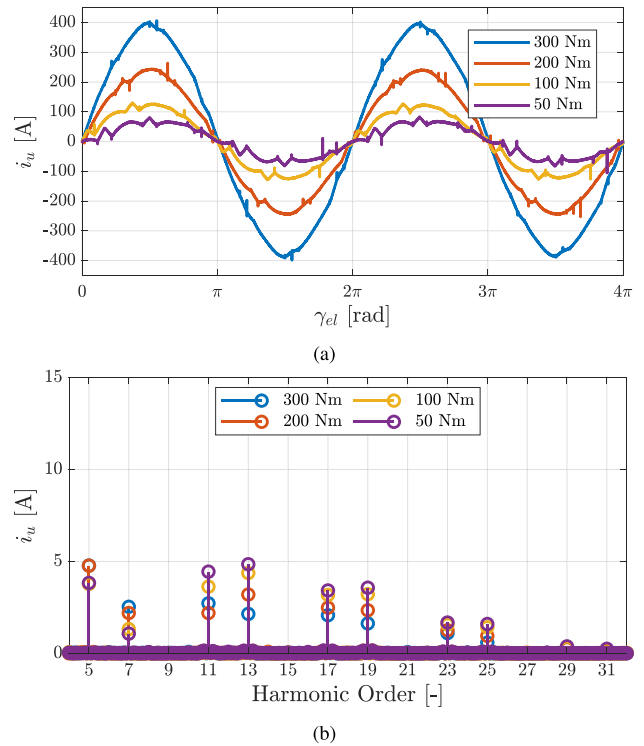 400
300
200
100
0
-100
-200
-300
-400
i_u [A]
300 Nm
200 Nm
100 Nm
50 Nm
0 π 2π 3π 4π
γ_el [rad]
(a)
15
10
5
0
i_u [A]
300 Nm 100 Nm
200 Nm 50 Nm
5 7 9 11 13 15 17 19 21 23 25 27 29 31
Harmonic Order [-]
(b)